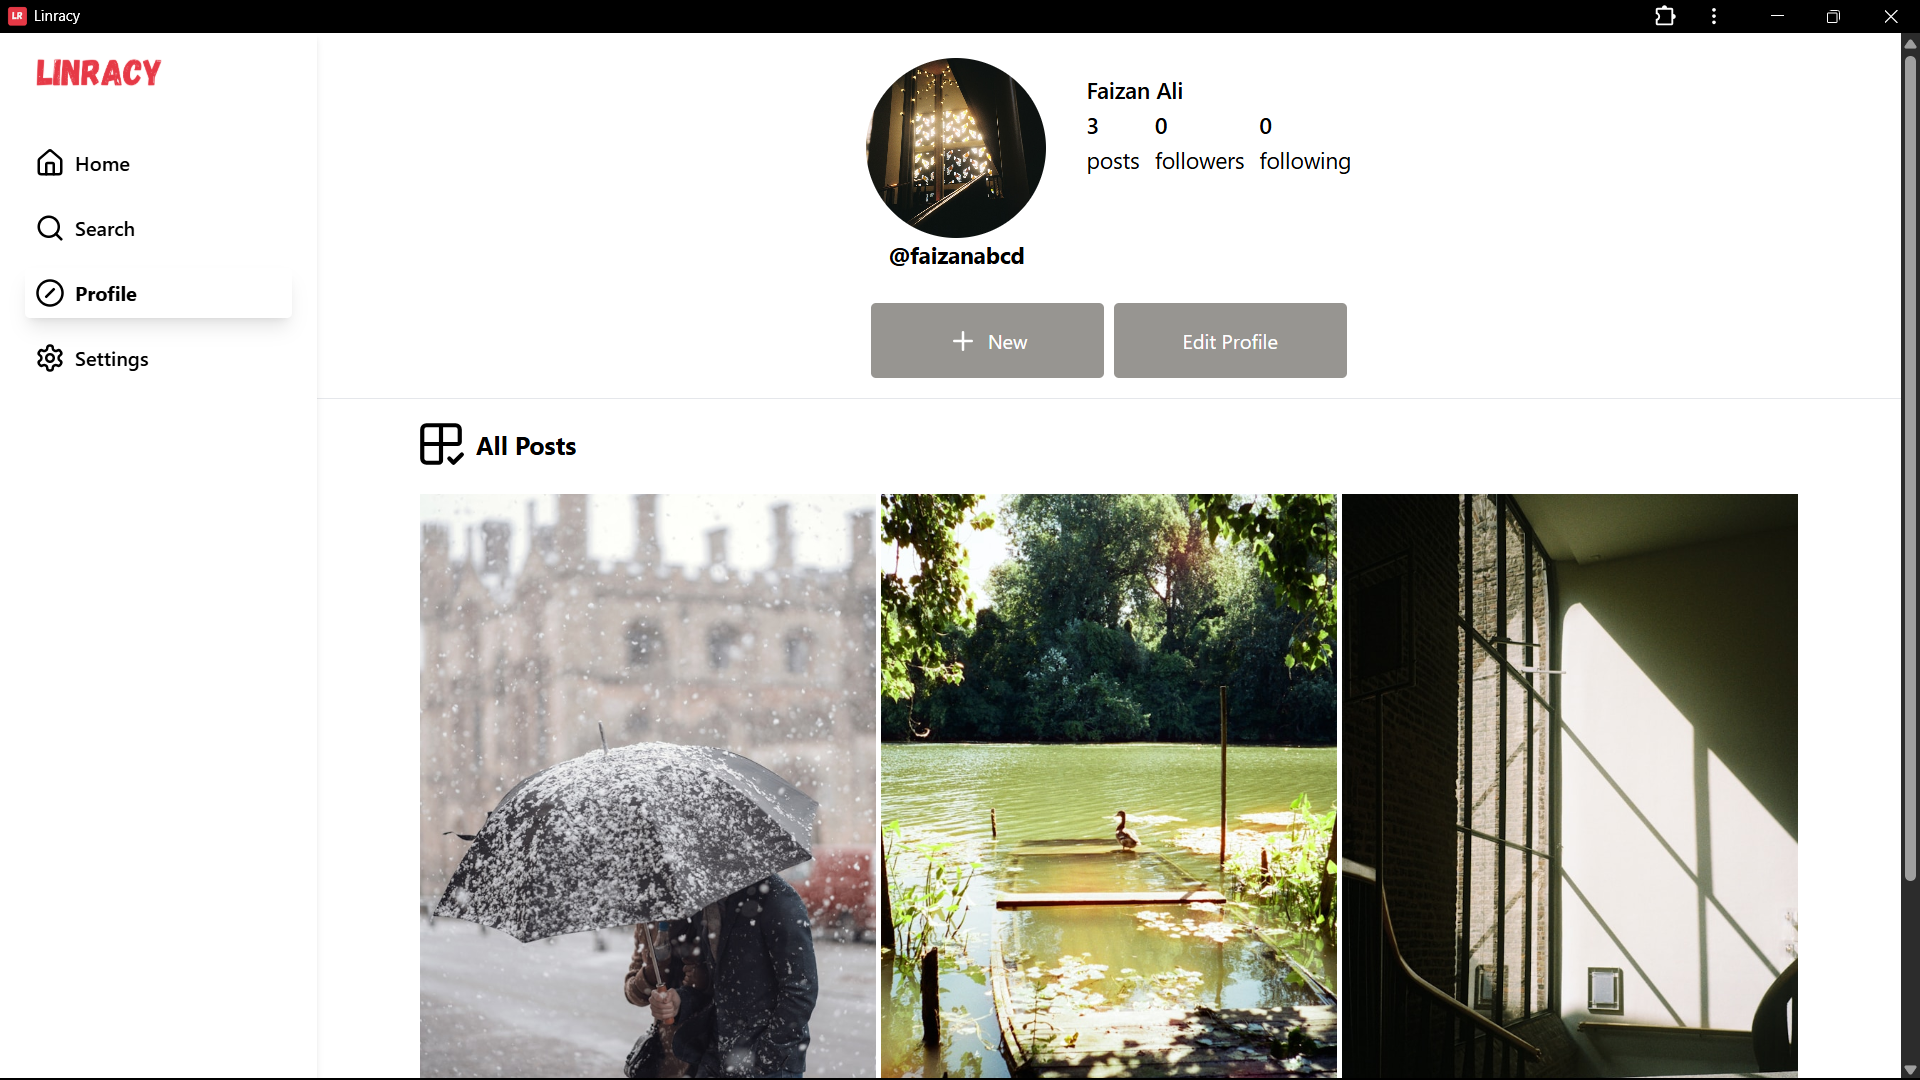 LR Linracy
LINRACY
Home
Search
Profile
Settings
Faizan Ali
3 0 0
posts followers following
@faizanabcd
New
Edit Profile
All Posts